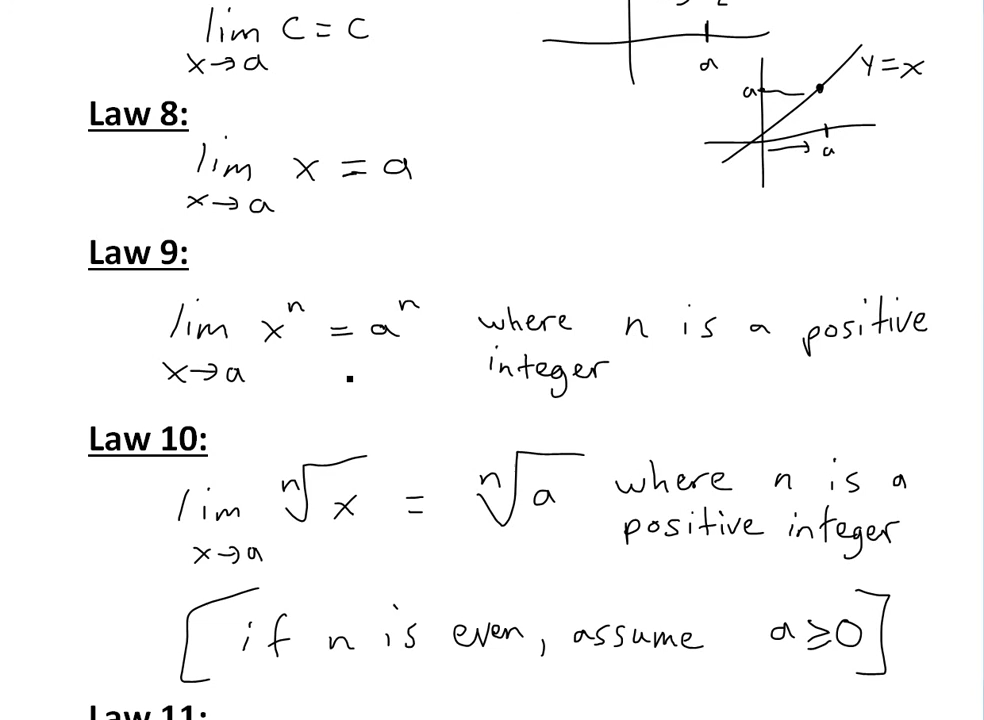 lim C = C
x→a
a
y=x
a
a
Law 8:
lim x = a
x→a
Law 9:
lim xⁿ = aⁿ where n is a positive
x→a integer
Law 10:
lim ⁿ√x = ⁿ√a where n is a
x→a positive integer
[if n is even, assume a ≥ 0]
Law 11: